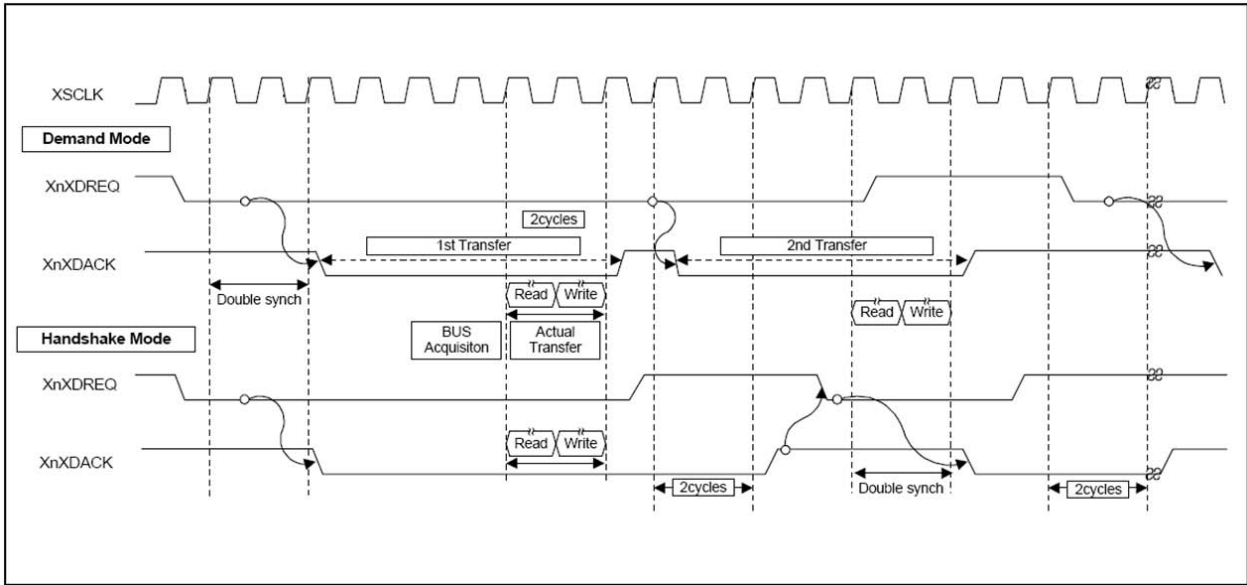 XSCLK
Demand Mode
XnXDREQ
2cycles
1st Transfer
2nd Transfer
XnXDACK
Double synch
Read Write
Read Write
BUS Acquisiton
Actual Transfer
Handshake Mode
XnXDREQ
Read Write
XnXDACK
2cycles
Double synch
2cycles